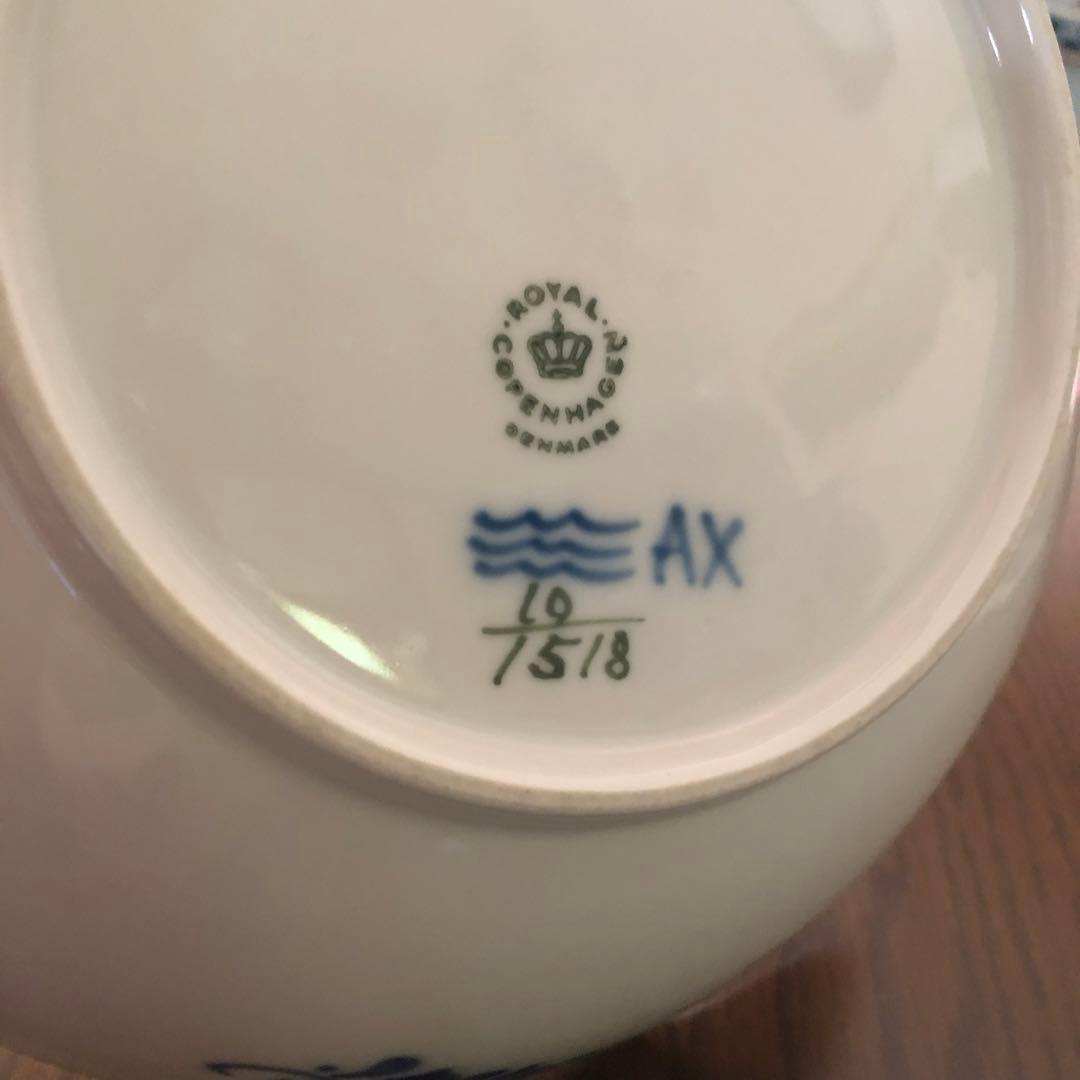 ROYAL COPENHAGEN
DENMARK
AX
10
1518